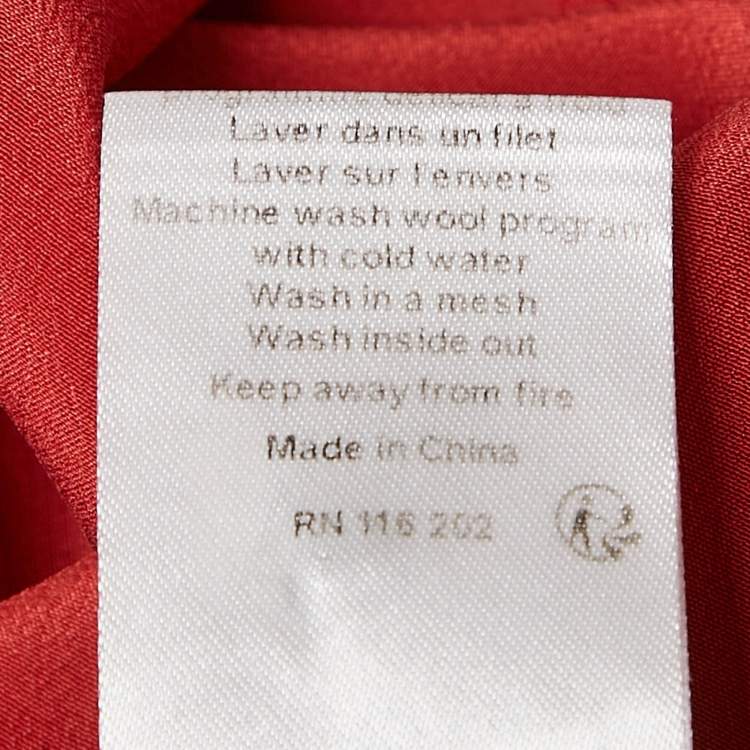 Laver dans un filet
Laver sur l'envers
Machine wash wool program
with cold water
Wash in a mesh
Wash inside out
Keep away from fire
Made in China
RN 116 202